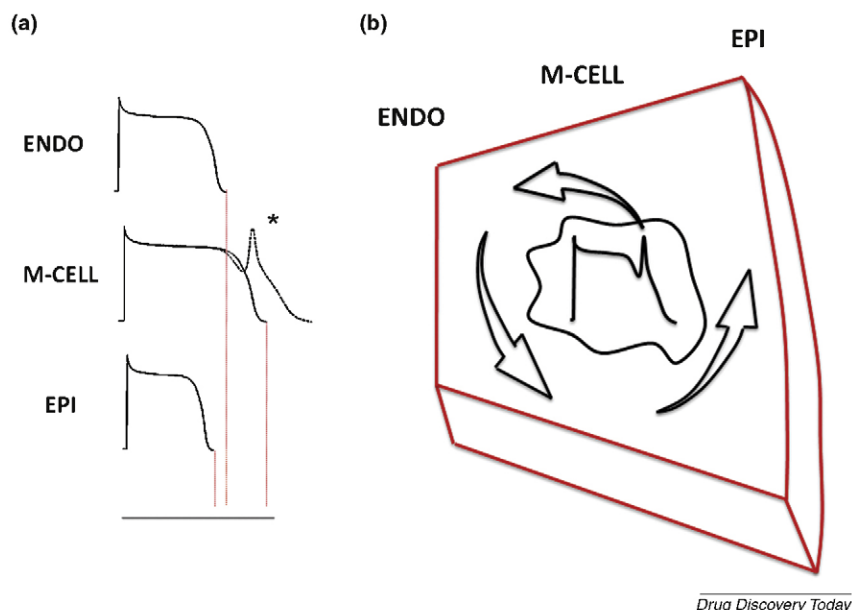 (a)
ENDO
M-CELL
*
EPI
(b)
ENDO
M-CELL
EPI
Drug Discovery Today